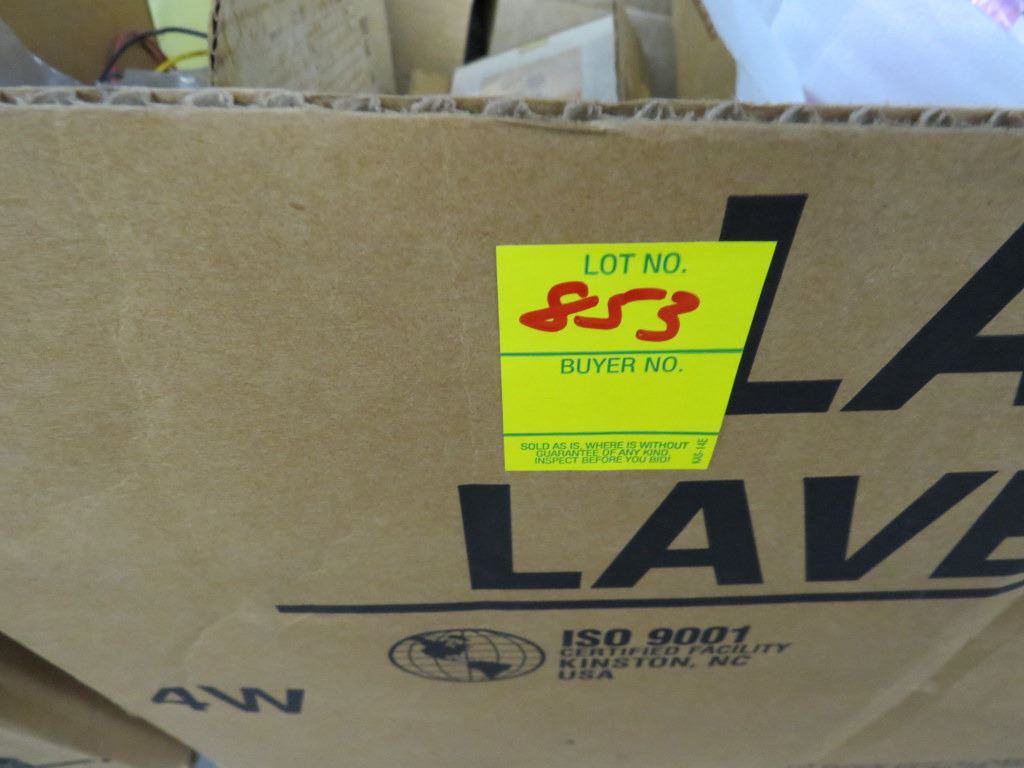 LOT NO.
853
BUYER NO.
SOLD AS IS, WHERE IS WITHOUT
GUARANTEE OF ANY KIND.
INSPECT BEFORE YOU BID!
LA
LAVE
ISO 9001
CERTIFIED FACILITY
KINSTON, NC
USA
4W